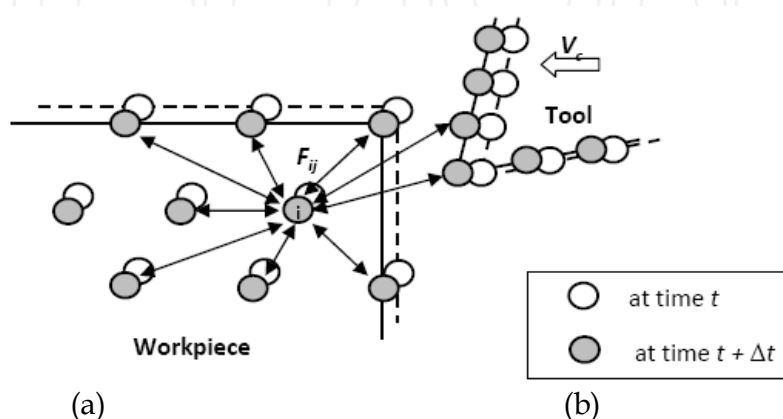 V_c
Tool
F_ij
i
Workpiece
at time t
at time t + Δt
(a)
(b)